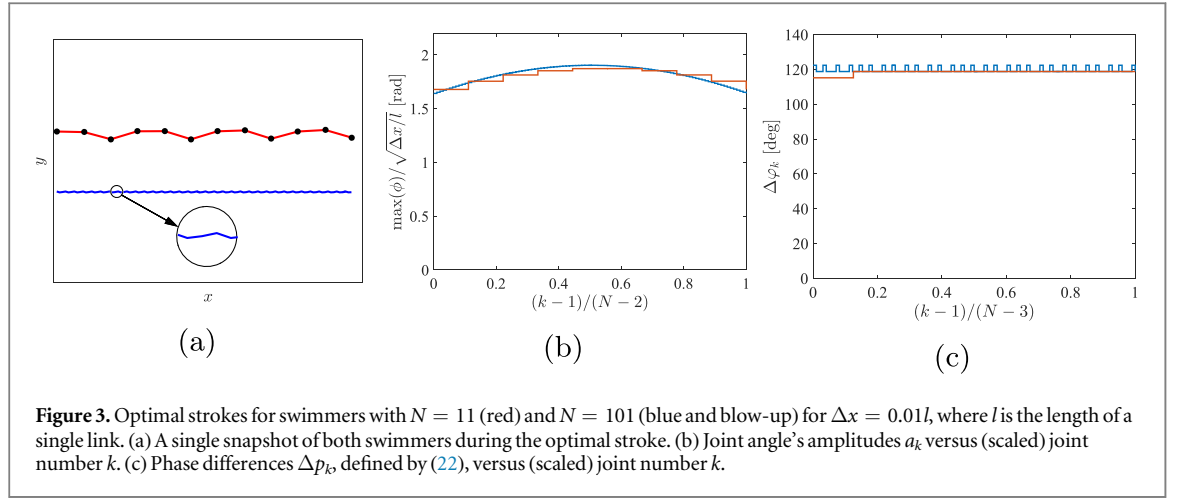 y
x
(a)
max(ϕ)/√Δx/l [rad]
2
1.5
1
0.5
0
0 0.2 0.4 0.6 0.8 1
(k − 1)/(N − 2)
(b)
Δφₖ [deg]
140
120
100
80
60
40
20
0
0 0.2 0.4 0.6 0.8 1
(k − 1)/(N − 3)
(c)
Figure 3. Optimal strokes for swimmers with N = 11 (red) and N = 101 (blue and blow-up) for Δx = 0.01l, where l is the length of a
single link. (a) A single snapshot of both swimmers during the optimal stroke. (b) Joint angle's amplitudes aₖ versus (scaled) joint
number k. (c) Phase differences Δpₖ, defined by (22), versus (scaled) joint number k.